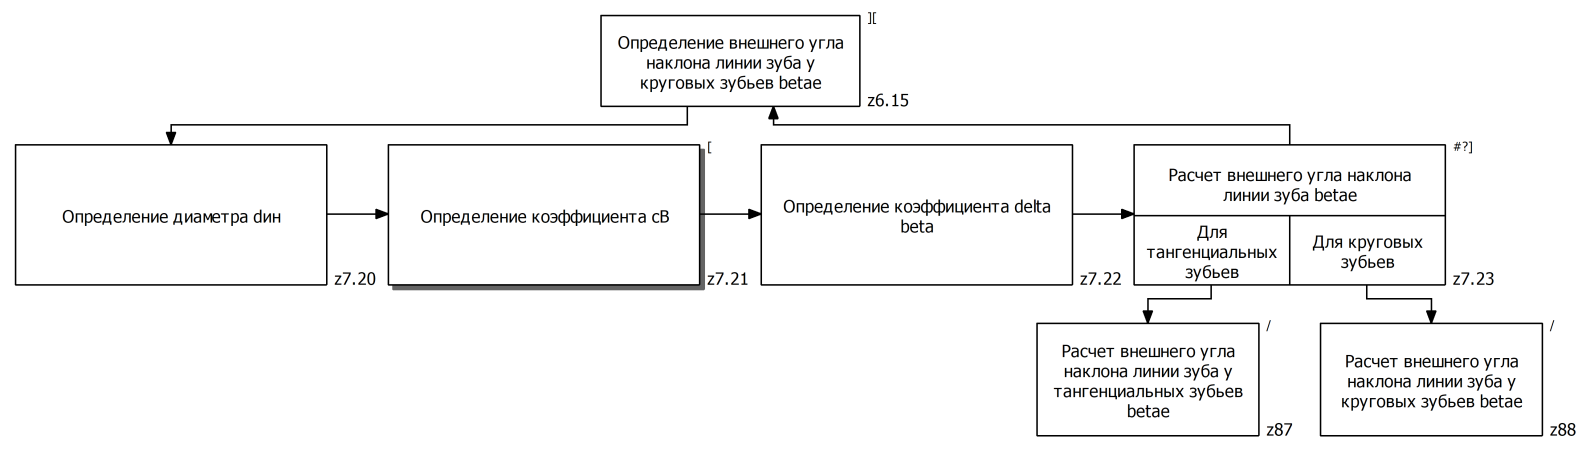 ][
Определение внешнего угла
наклона линии зуба у
круговых зубьев betae
z6.15
Определение диаметра dин
z7.20
[
Определение коэффициента cB
z7.21
Определение коэффициента delta
beta
z7.22
#?]
Расчет внешнего угла наклона
линии зуба betae
Для
тангенциальных
зубьев
Для круговых
зубьев
z7.23
/
Расчет внешнего угла
наклона линии зуба у
тангенциальных зубьев
betae
z87
/
Расчет внешнего угла
наклона линии зуба у
круговых зубьев betae
z88